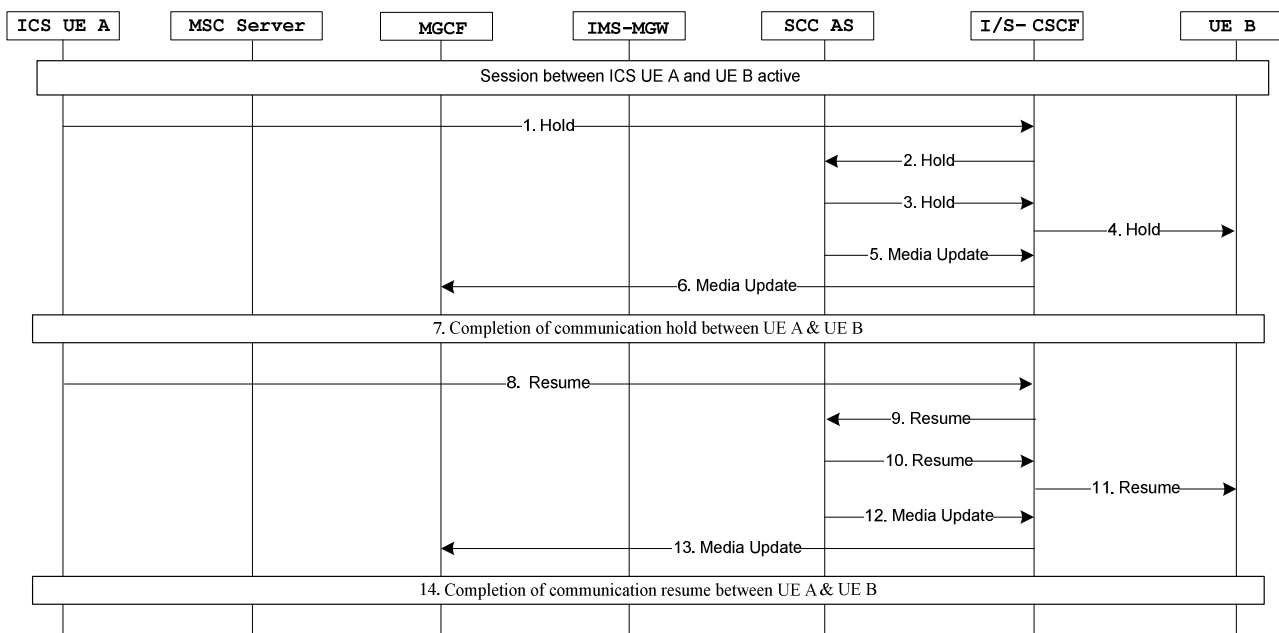 ICS UE A
MSC Server
MGCF
IMS-MGW
SCC AS
I/S- CSCF
UE B
Session between ICS UE A and UE B active
1. Hold
2. Hold
3. Hold
4. Hold
5. Media Update
6. Media Update
7. Completion of communication hold between UE A & UE B
8. Resume
9. Resume
10. Resume
11. Resume
12. Media Update
13. Media Update
14. Completion of communication resume between UE A & UE B